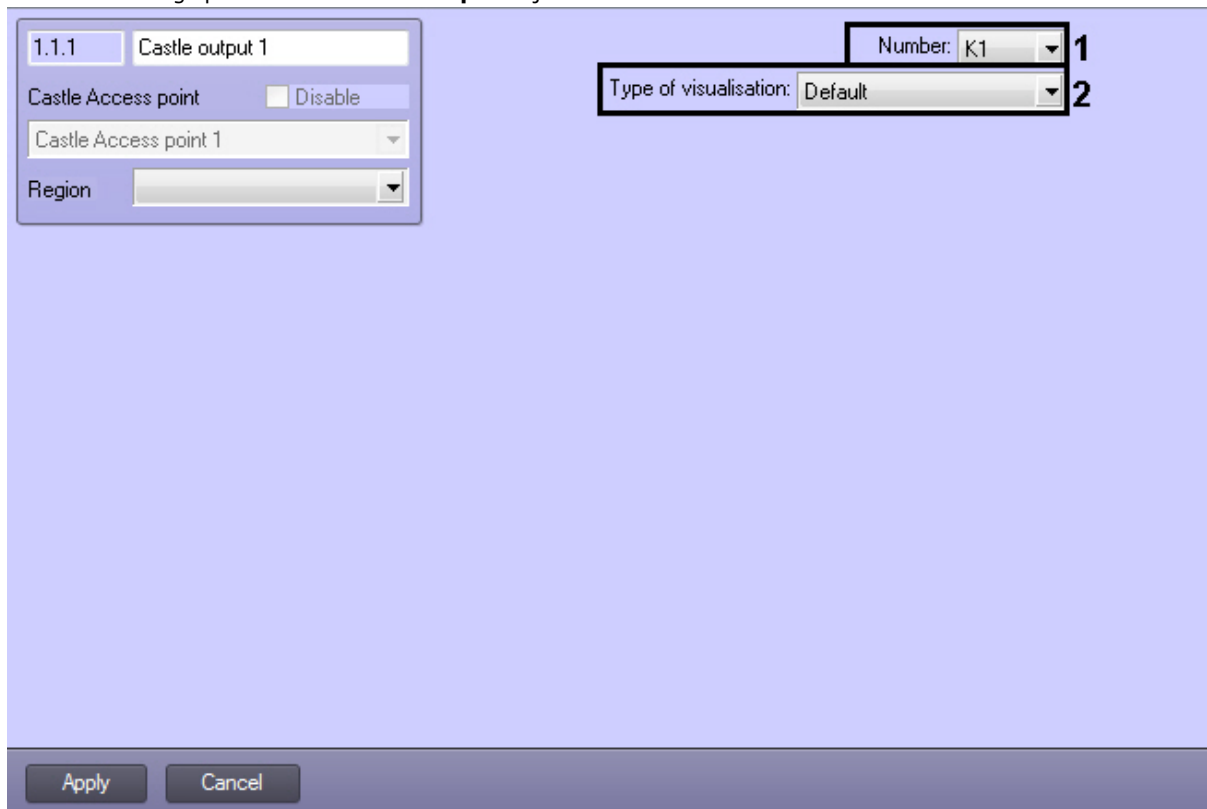 1.1.1 Castle output 1
Number: K1 1
Type of visualisation: Default 2
Castle Access point Disable
Castle Access point 1
Region
Apply Cancel